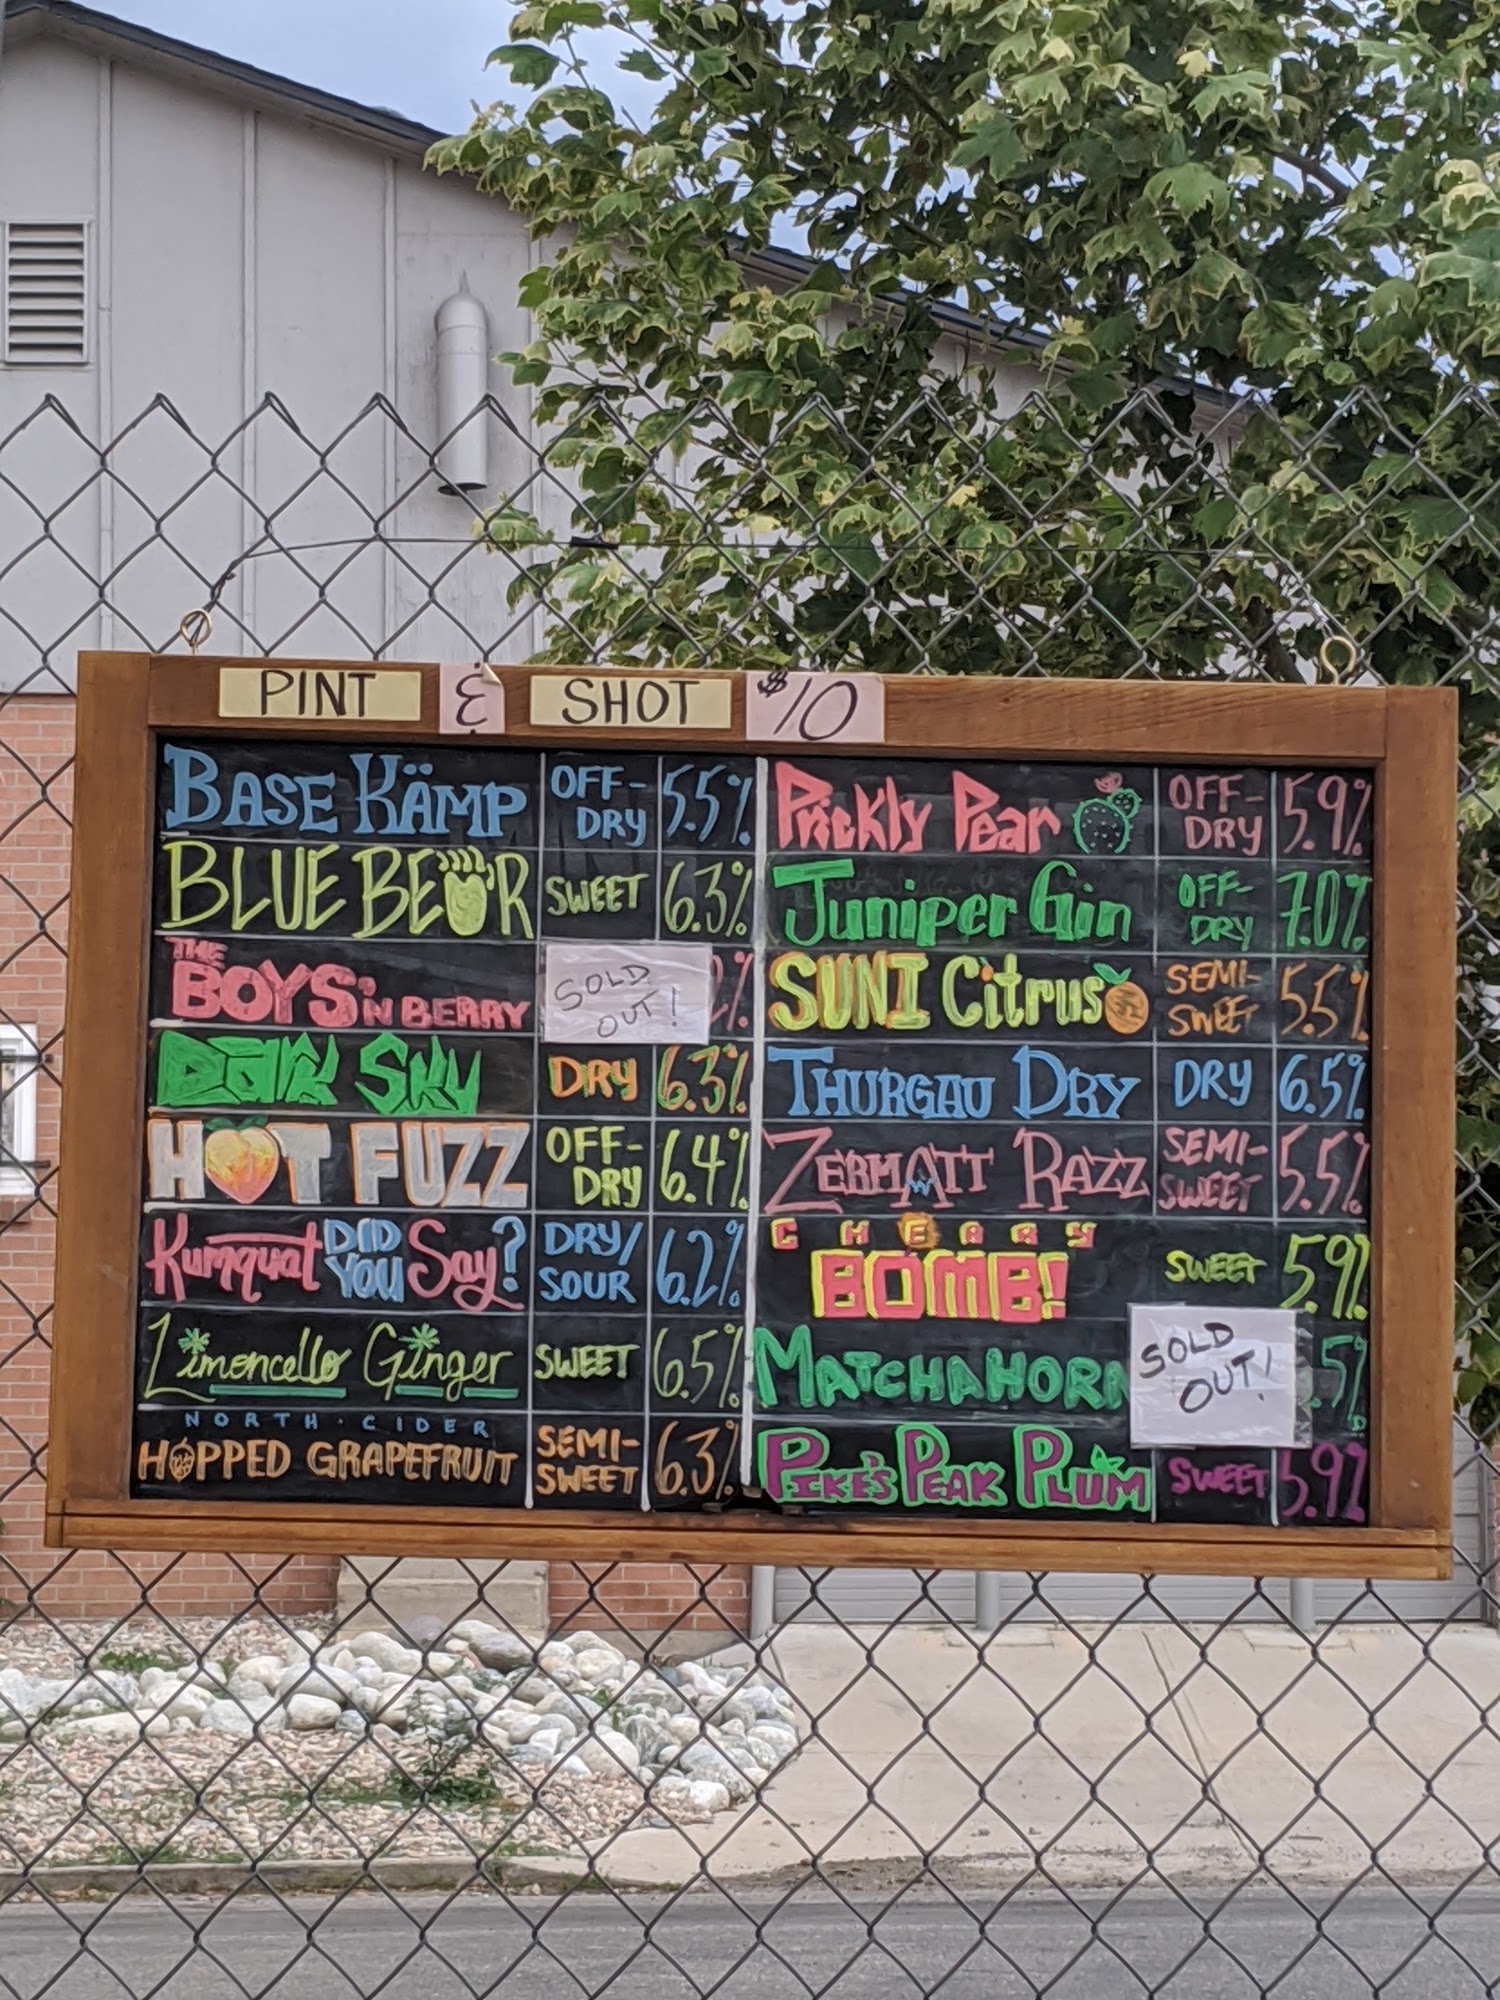 PINT & SHOT $10
BASE KÄMP OFF-DRY 5.5%
BLUE BEAR SWEET 6.3%
THE BOYS'N BERRY SOLD OUT!
DARK SKY DRY 6.3%
HOT FUZZ OFF-DRY 6.4%
Kumquat DID YOU Say? DRY/SOUR 6.2%
Limoncello Ginger SWEET 6.5%
NORTH·CIDER
HOPPED GRAPEFRUIT SEMI-SWEET 6.3%
Prickly Pear OFF-DRY 5.9%
Juniper Gin OFF-DRY 7.0%
SUNI Citrus SEMI-SWEET 5.5%
THURGAU DRY DRY 6.5%
ZERMATT RAZZ SEMI-SWEET 5.5%
CHERRY
BOMB! SWEET 5.9%
MATCHAHORN SOLD OUT! .5%
PIKE'S PEAK PLUM SWEET 5.9%